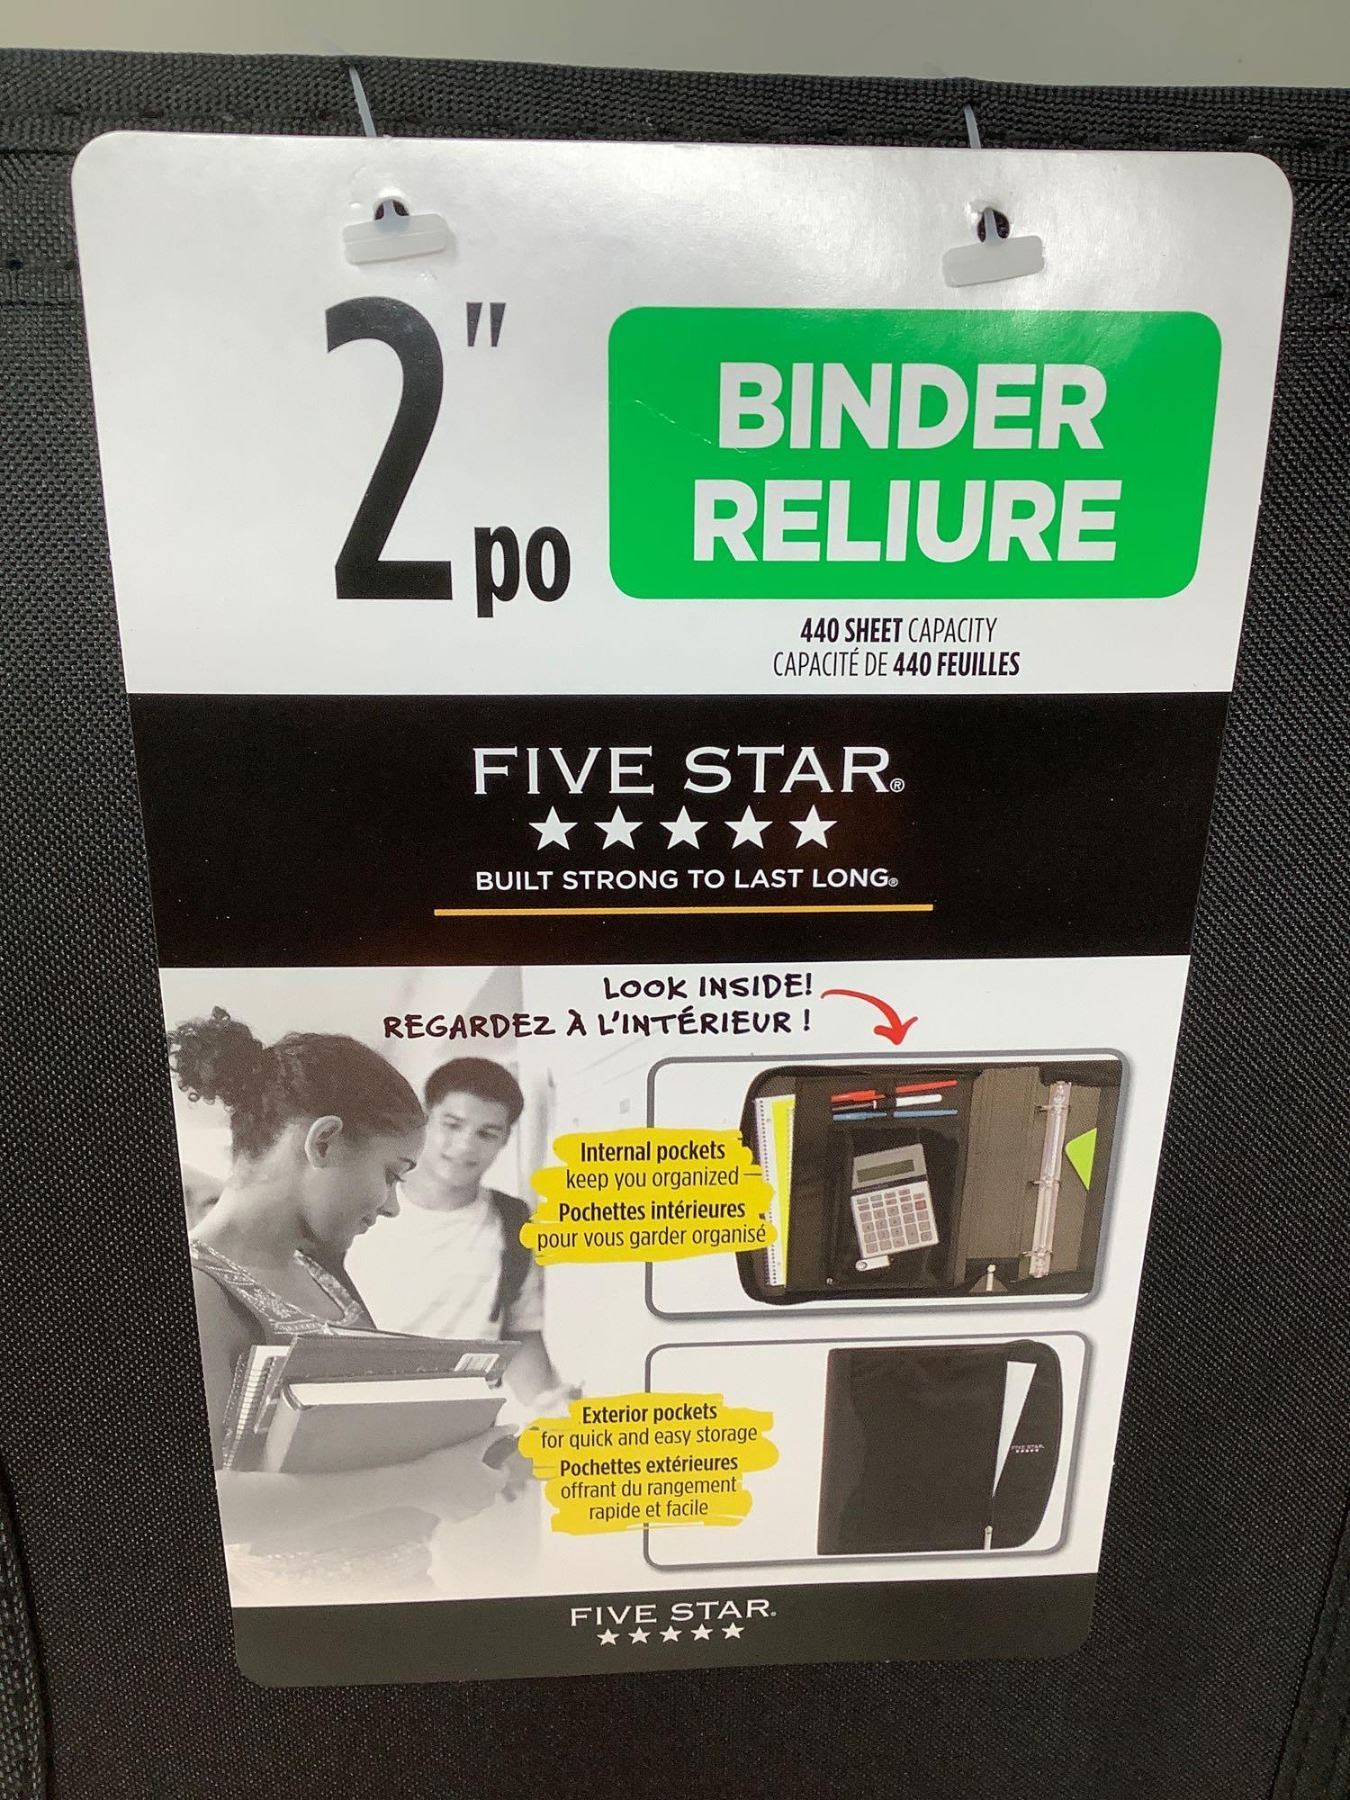 2"
po
BINDER
RELIURE
440 SHEET CAPACITY
CAPACITÉ DE 440 FEUILLES
FIVE STAR®
BUILT STRONG TO LAST LONG®
LOOK INSIDE!
REGARDEZ À L'INTÉRIEUR !
Internal pockets
keep you organized
Pochettes intérieures
pour vous garder organisé
Exterior pockets
for quick and easy storage
Pochettes extérieures
offrant du rangement
rapide et facile
FIVE STAR
FIVE STAR®